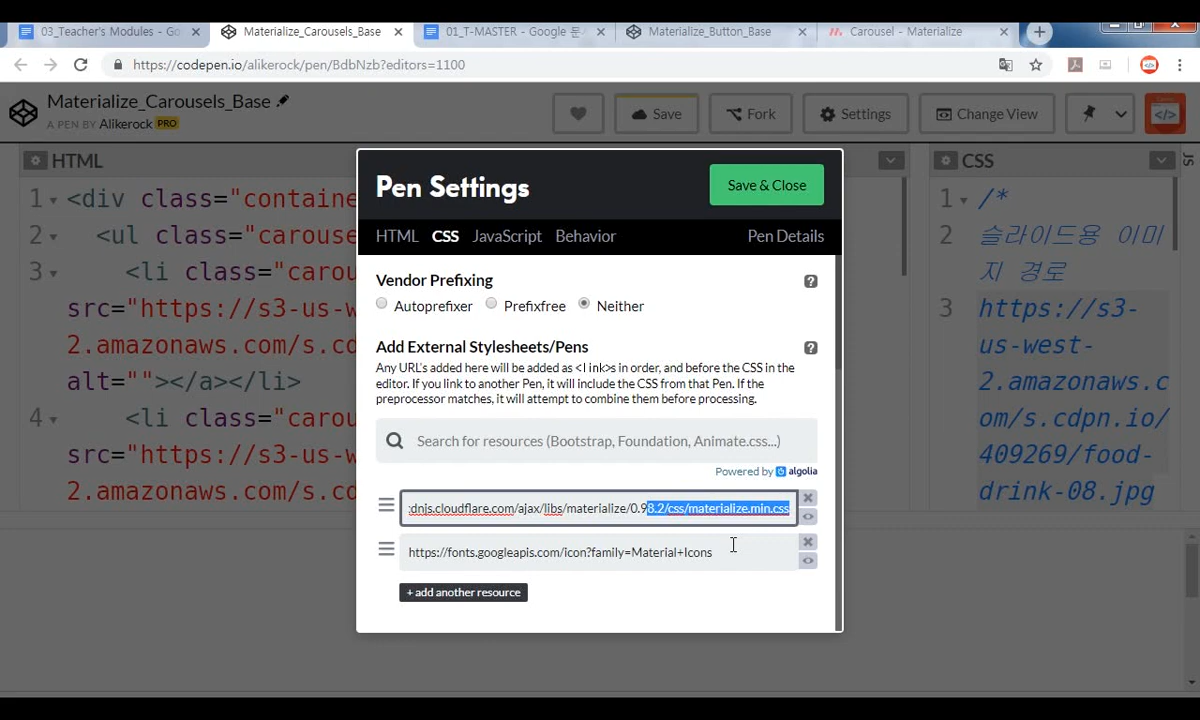 03_Teacher's Modules - Go
Materialize_Carousels_Base
01_T-MASTER - Google 문
Materialize_Button_Base
Carousel - Materialize
https://codepen.io/alikerock/pen/BdbNzb?editors=1100
Materialize_Carousels_Base
A PEN BY Alikerock PRO
Save
Fork
Settings
Change View
HTML
1 <div class="containe
2 <ul class="carouse
3 <li class="carou
src="https://s3-us-w
2.amazonaws.com/s.cd
alt=""></a></li>
4 <li class="carou
src="https://s3-us-w
2.amazonaws.com/s.cd
Pen Settings
Save & Close
HTML CSS JavaScript Behavior Pen Details
Vendor Prefixing
?
Autoprefixer Prefixfree Neither
Add External Stylesheets/Pens
?
Any URL's added here will be added as <link>s in order, and before the CSS in the
editor. If you link to another Pen, it will include the CSS from that Pen. If the
preprocessor matches, it will attempt to combine them before processing.
Search for resources (Bootstrap, Foundation, Animate.css...)
Powered by algolia
dnjs.cloudflare.com/ajax/libs/materialize/0.98.2/css/materialize.min.css
https://fonts.googleapis.com/icon?family=Material+Icons
+ add another resource
CSS
JS
1 /*
2 슬라이드용 이미
지 경로
3 https://s3-
us-west-
2.amazonaws.c
om/s.cdpn.io/
409269/food-
drink-08.jpg